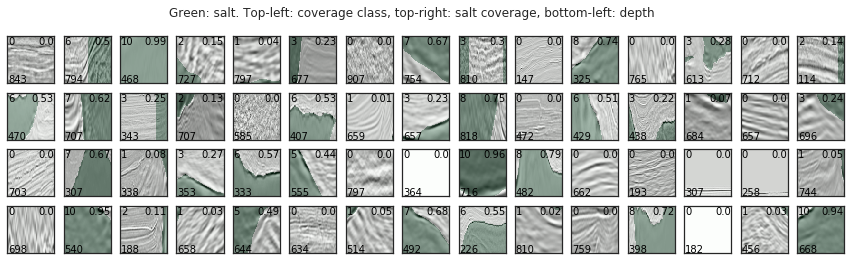 Green: salt. Top-left: coverage class, top-right: salt coverage, bottom-left: depth
0 0.0 6 0.5 10 0.99 2 0.15 1 0.04 3 0.23 0 0.0 7 0.67 3 0.3 0 0.0 8 0.74 0 0.0 3 0.28 0 0.0 2 0.14
843 794 468 727 797 677 907 754 810 147 325 765 613 712 114
6 0.53 7 0.62 3 0.25 2 0.13 0 0.0 6 0.53 1 0.01 3 0.23 8 0.75 0 0.0 6 0.51 3 0.22 1 0.07 0 0.0 3 0.24
470 707 343 707 585 407 659 657 818 472 429 438 684 657 696
0 0.0 7 0.67 1 0.08 3 0.27 6 0.57 5 0.44 0 0.0 0 0.0 10 0.96 8 0.79 0 0.0 0 0.0 0 0.0 0 0.0 1 0.05
703 307 338 353 333 555 797 364 716 482 662 193 307 258 744
0 0.0 10 0.95 2 0.11 1 0.03 5 0.49 0 0.0 1 0.05 7 0.68 6 0.55 1 0.02 0 0.0 8 0.72 0 0.0 1 0.03 10 0.94
698 540 188 658 644 634 514 492 226 810 759 398 182 456 668